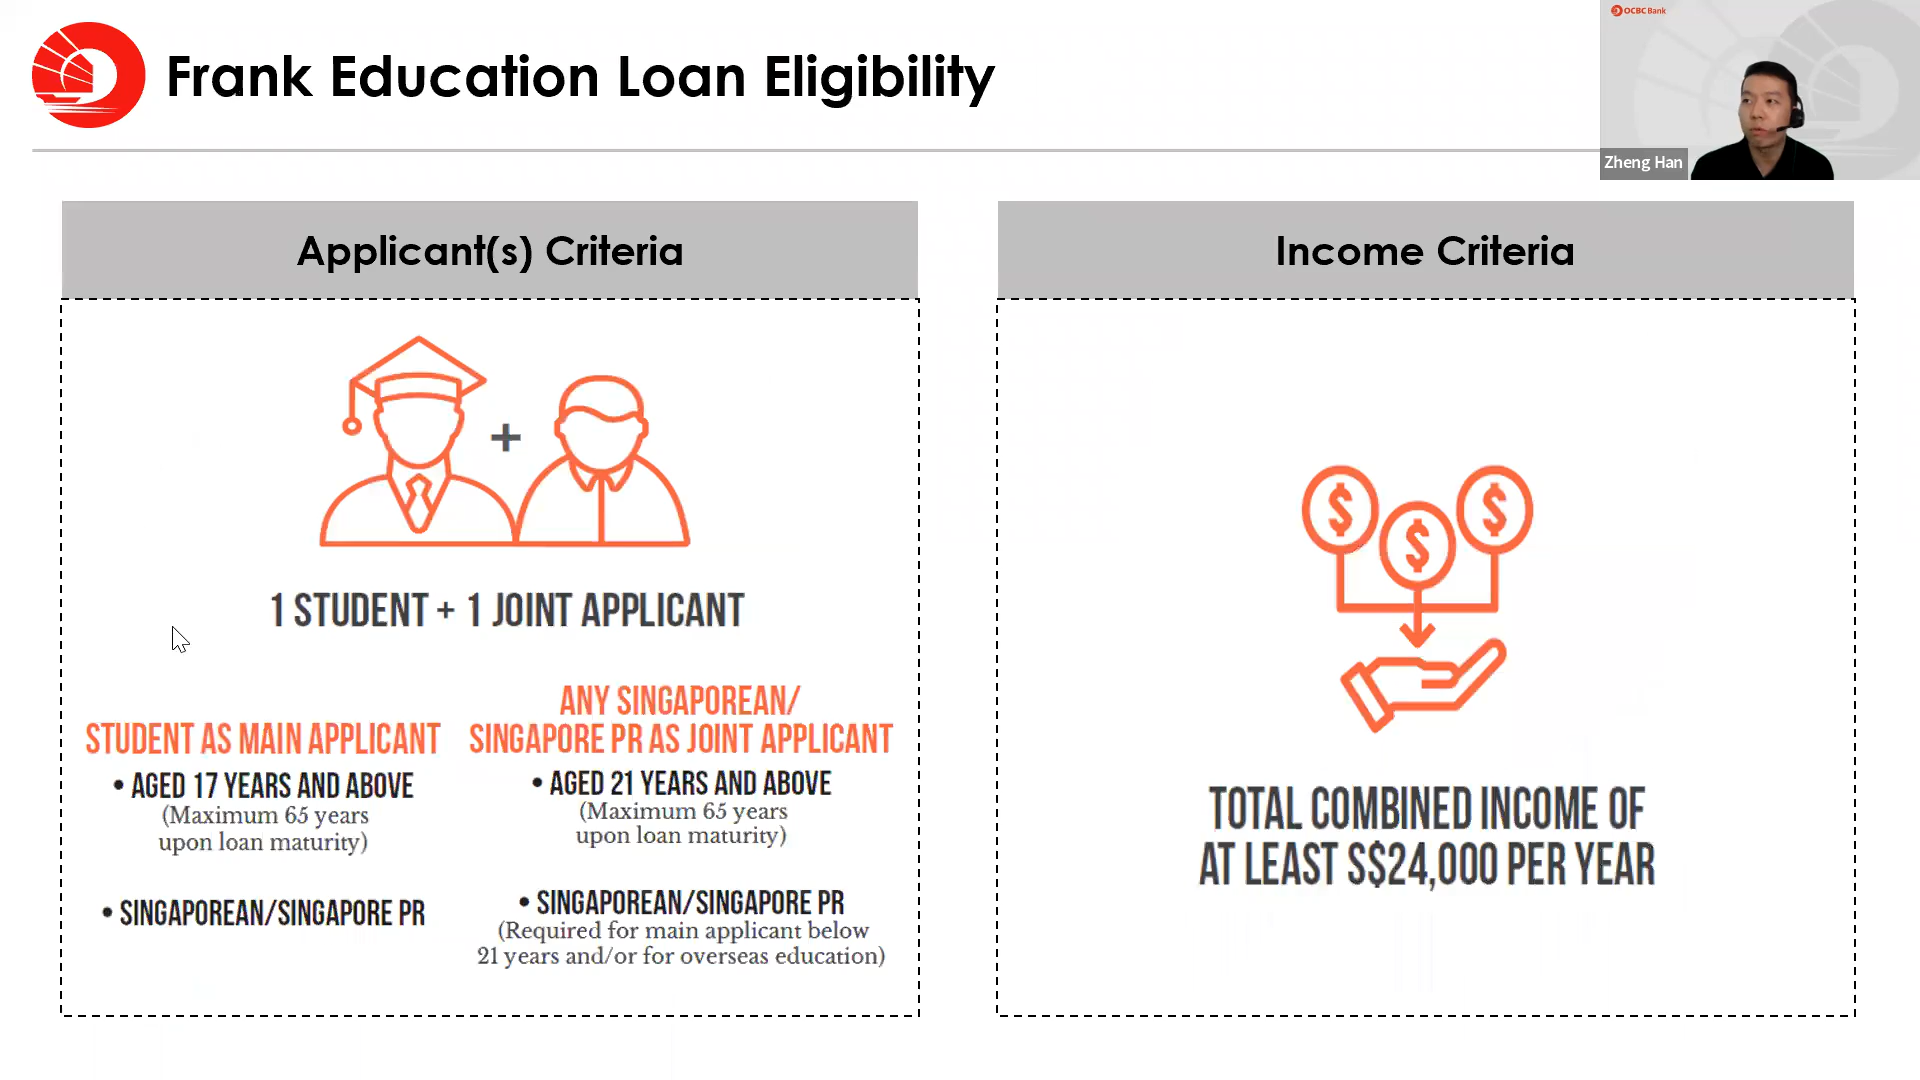 Frank Education Loan Eligibility
OCBC Bank
Zheng Han
Applicant(s) Criteria
1 STUDENT + 1 JOINT APPLICANT
STUDENT AS MAIN APPLICANT
• AGED 17 YEARS AND ABOVE
(Maximum 65 years
upon loan maturity)
• SINGAPOREAN/SINGAPORE PR
ANY SINGAPOREAN/
SINGAPORE PR AS JOINT APPLICANT
• AGED 21 YEARS AND ABOVE
(Maximum 65 years
upon loan maturity)
• SINGAPOREAN/SINGAPORE PR
(Required for main applicant below
21 years and/or for overseas education)
Income Criteria
$ $ $
TOTAL COMBINED INCOME OF
AT LEAST S$24,000 PER YEAR